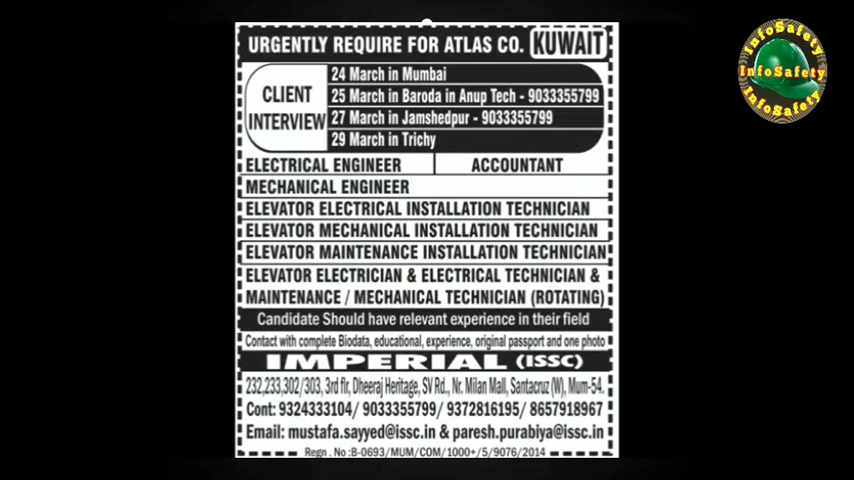 URGENTLY REQUIRE FOR ATLAS CO. KUWAIT
CLIENT INTERVIEW
24 March in Mumbai
25 March in Baroda in Anup Tech - 9033355799
27 March in Jamshedpur - 9033355799
29 March in Trichy
ELECTRICAL ENGINEER
ACCOUNTANT
MECHANICAL ENGINEER
ELEVATOR ELECTRICAL INSTALLATION TECHNICIAN
ELEVATOR MECHANICAL INSTALLATION TECHNICIAN
ELEVATOR MAINTENANCE INSTALLATION TECHNICIAN
ELEVATOR ELECTRICIAN & ELECTRICAL TECHNICIAN &
MAINTENANCE / MECHANICAL TECHNICIAN (ROTATING)
Candidate Should have relevant experience in their field
Contact with complete Biodata, educational, experience, original passport and one photo
IMPERIAL (ISSC)
232,233,302/303, 3rd flr, Dheeraj Heritage, SV Rd., Nr. Milan Mall, Santacruz (W), Mum-54.
Cont: 9324333104/ 9033355799/ 9372816195/ 8657918967
Email: mustafa.sayyed@issc.in & paresh.purabiya@issc.in
Regn . No :B-0693/MUM/COM/1000+/5/9076/2014
InfoSafety
InfoSafety
InfoSafety